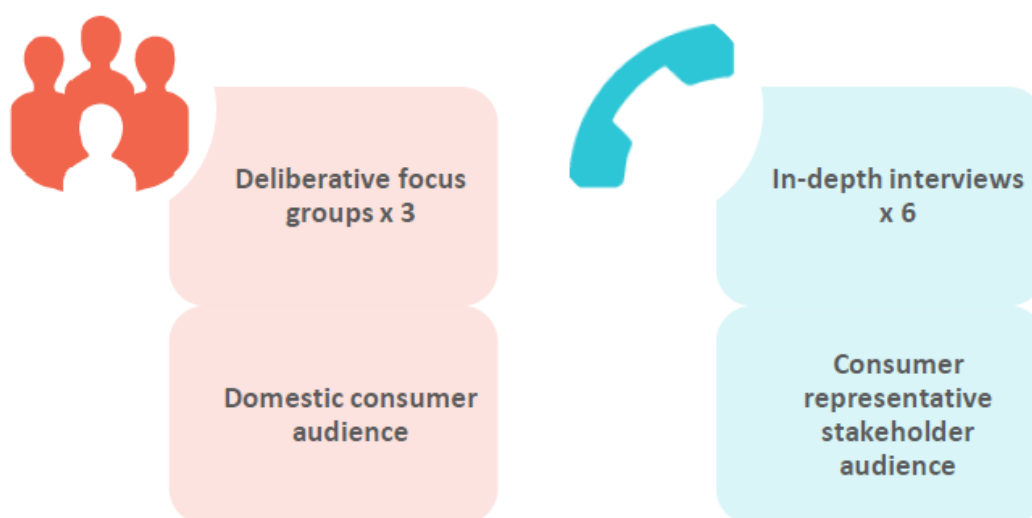 Deliberative focus
groups x 3
In-depth interviews
x 6
Domestic consumer
audience
Consumer
representative
stakeholder
audience